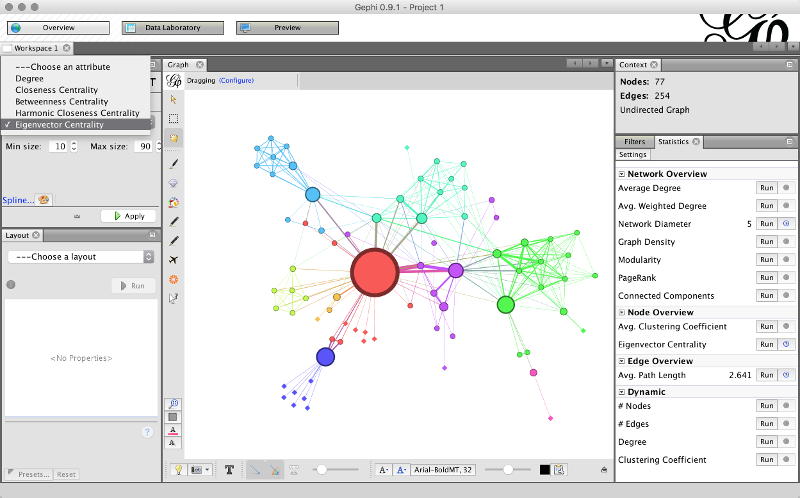 Gephi 0.9.1 - Project 1
Overview
Data Laboratory
Preview
Workspace 1
---Choose an attribute
Degree
Closeness Centrality
Betweenness Centrality
Harmonic Closeness Centrality
✓ Eigenvector Centrality
Min size: 10 Max size: 90
Spline...
Apply
Layout
---Choose a layout
Run
<No Properties>
Presets... Reset
Graph
Dragging (Configure)
Arial-BoldMT, 32
Context
Nodes: 77
Edges: 254
Undirected Graph
Filters Statistics
Settings
Network Overview
Average Degree Run
Avg. Weighted Degree Run
Network Diameter 5 Run
Graph Density Run
Modularity Run
PageRank Run
Connected Components Run
Node Overview
Avg. Clustering Coefficient Run
Eigenvector Centrality Run
Edge Overview
Avg. Path Length 2.641 Run
Dynamic
# Nodes Run
# Edges Run
Degree Run
Clustering Coefficient Run